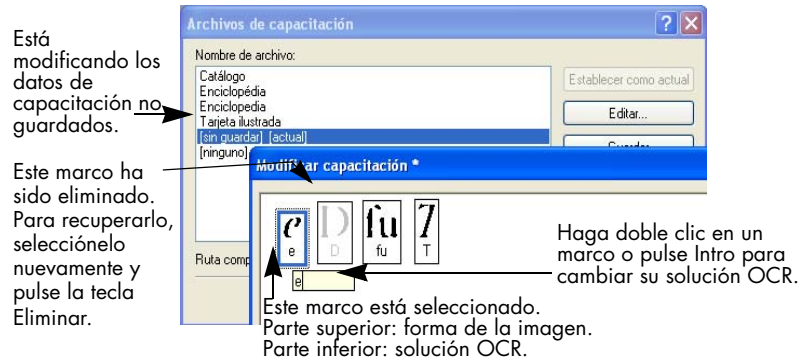 Está
modificando los
datos de
capacitación no
guardados.
Este marco ha
sido eliminado.
Para recuperarlo,
selecciónelo
nuevamente y
pulse la tecla
Eliminar.
Archivos de capacitación
Nombre de archivo:
Catálogo
Enciclopédia
Enciclopedia
Tarjeta ilustrada
[sin guardar] [actual]
[ninguno]
Establecer como actual
Editar...
Guardar
Ruta comp
Modificar capacitación *
e D fu 7
e D fu T
e
Haga doble clic en un
marco o pulse Intro para
cambiar su solución OCR.
Este marco está seleccionado.
Parte superior: forma de la imagen.
Parte inferior: solución OCR.